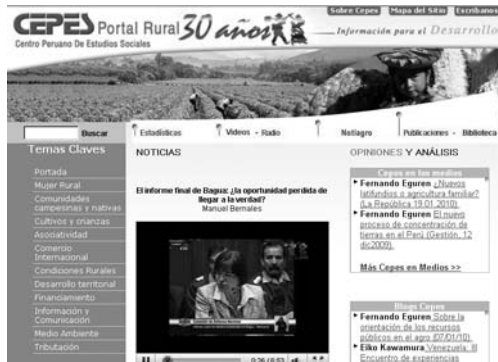 Sobre Cepes Mapa del Sitio Escríbanos
CEPES Portal Rural 30 años
Centro Peruano De Estudios Sociales
Información para el Desarrollo
Buscar
Estadísticas
Videos - Radio
Notiagro
Publicaciones - Biblioteca
Temas Claves
Portada
Mujer Rural
Comunidades
campesinas y nativas
Cultivos y crianzas
Asociatividad
Comercio
Internacional
Condiciones Rurales
Desarrollo territorial
Financiamiento
Información y
Comunicación
Medio Ambiente
Tributación
NOTICIAS
El informe final de Bagua: ¿la oportunidad perdida de
llegar a la verdad?
Manuel Bernales
0:26 / 8:53
OPINIONES Y ANÁLISIS
Cepes en los medios
Fernando Eguren ¿Nuevos
latifundios o agricultura familiar?
(La República 19.01.2010).
Fernando Eguren El nuevo
proceso de concentración de
tierras en el Perú (Gestión, 12
dic2009).
Más Cepes en Medios >>
Blogs Cepes
Fernando Eguren Sobre la
orientación de los recursos
públicos en el agro (07/01/10).
Eiko Kawamura Venezuela: III
Encuentro de experiencias